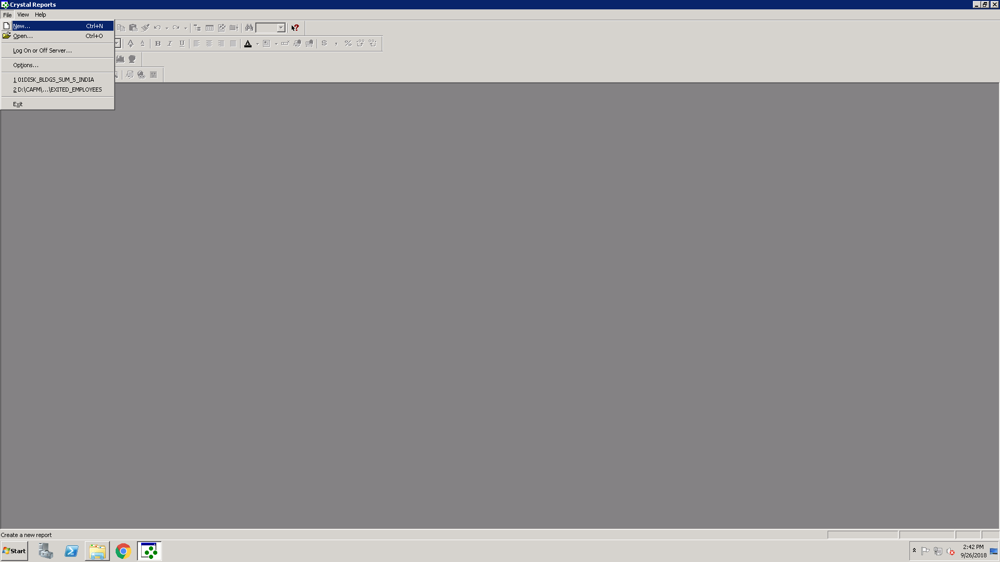 Crystal Reports
File View Help
New... Ctrl+N
Open... Ctrl+O
Log On or Off Server...
Options...
1 01DISK_BLDGS_SUM_5_INDIA
2 D:\CAFM\...\EXITED_EMPLOYEES
Exit
B I U A $ , %
Create a new report
Start
2:42 PM
9/26/2018